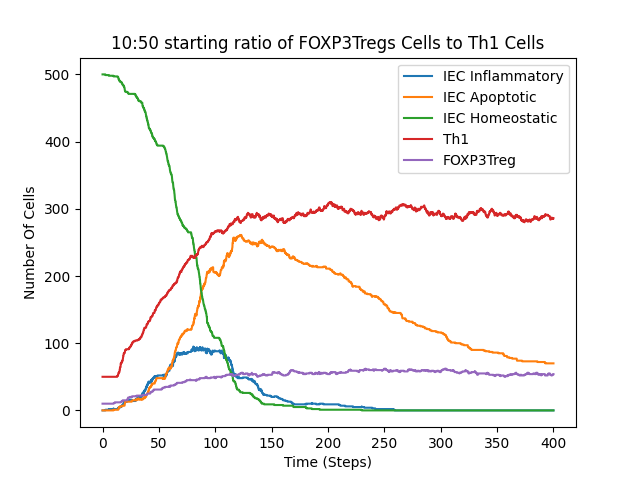 10:50 starting ratio of FOXP3Tregs Cells to Th1 Cells
IEC Inflammatory
IEC Apoptotic
IEC Homeostatic
Th1
FOXP3Treg
Number Of Cells
500
400
300
200
100
0
0 50 100 150 200 250 300 350 400
Time (Steps)